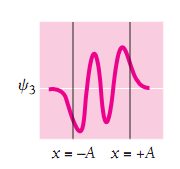 ψ₃
x = −A x = +A